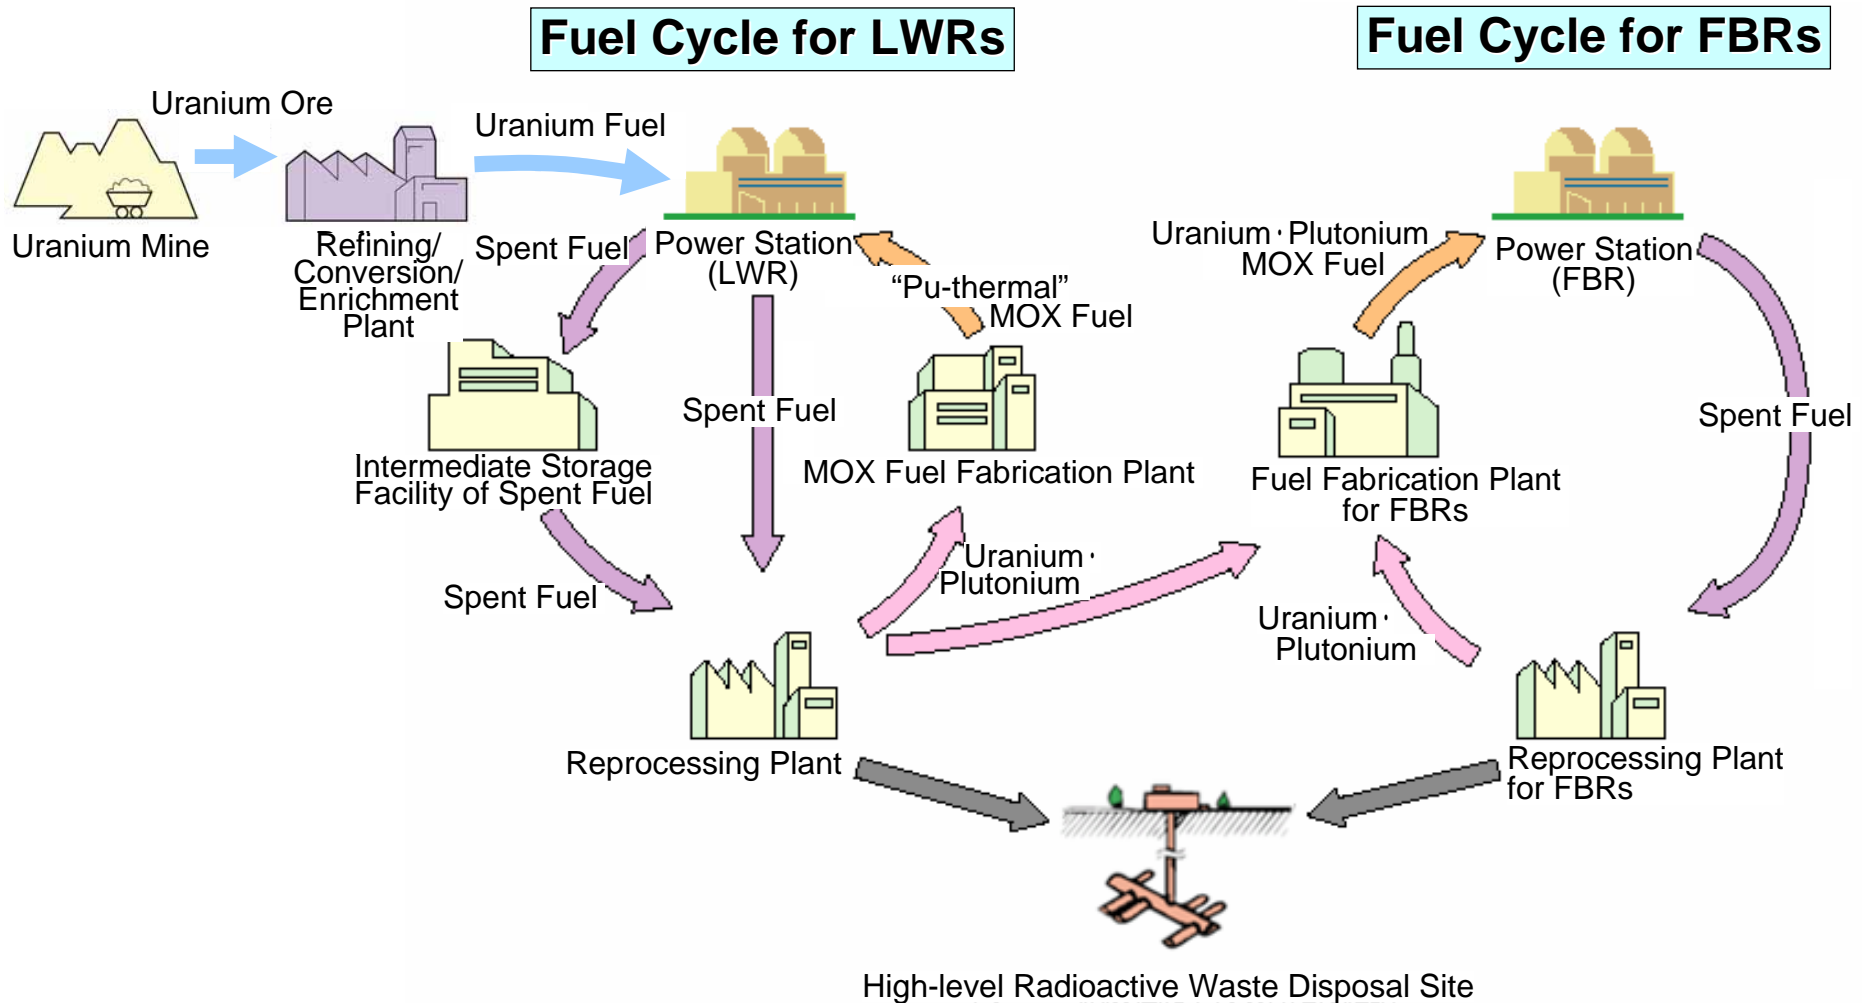 Fuel Cycle for LWRs
Fuel Cycle for FBRs
Uranium Ore
Uranium Fuel
Uranium Mine
Refining/
Conversion/
Enrichment
Plant
Spent Fuel
Power Station
(LWR)
"Pu-thermal"
MOX Fuel
Uranium・Plutonium
MOX Fuel
Power Station
(FBR)
Spent Fuel
Spent Fuel
Intermediate Storage
Facility of Spent Fuel
MOX Fuel Fabrication Plant
Fuel Fabrication Plant
for FBRs
Uranium・
Plutonium
Spent Fuel
Uranium・
Plutonium
Reprocessing Plant
Reprocessing Plant
for FBRs
High-level Radioactive Waste Disposal Site